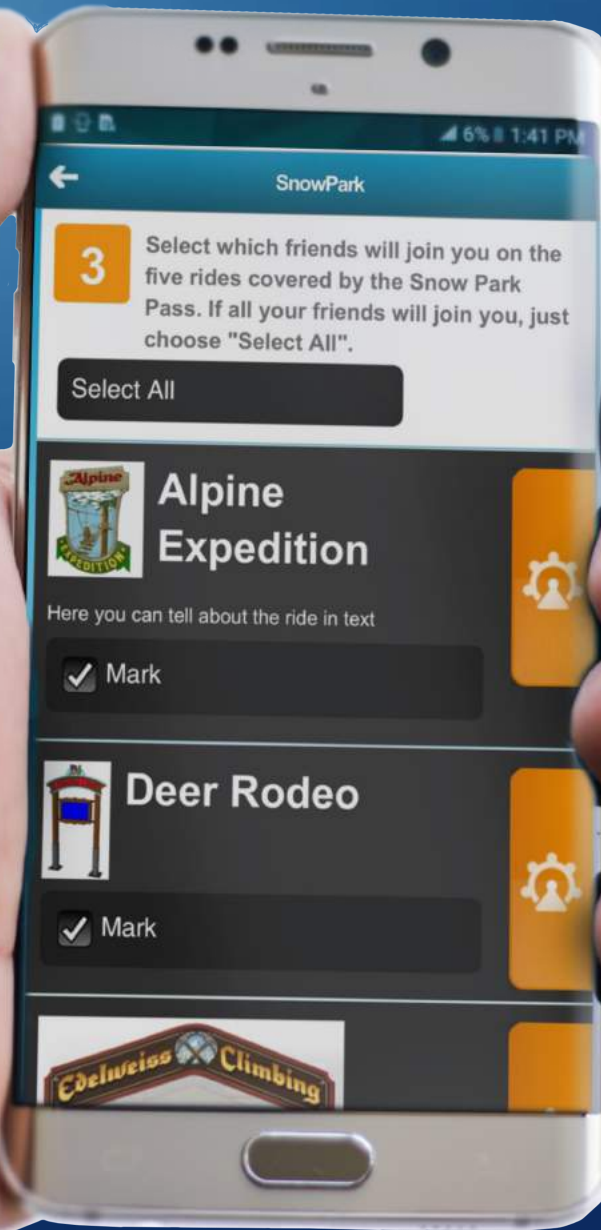 6% 1:41 PM
SnowPark
3
Select which friends will join you on the
five rides covered by the Snow Park
Pass. If all your friends will join you, just
choose "Select All".
Select All
Alpine
EXPEDITION
Alpine
Expedition
Here you can tell about the ride in text
Mark
Deer Rodeo
Mark
Edelweiss Climbing